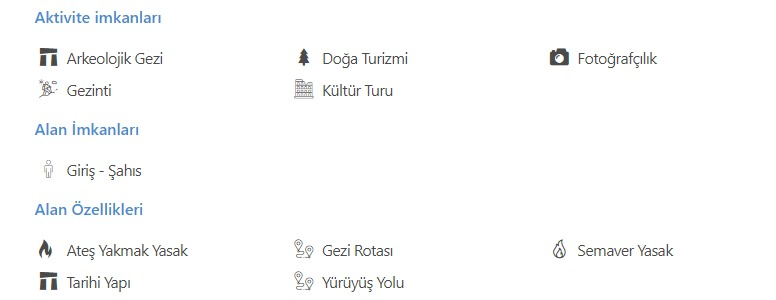 Aktivite imkanları
Arkeolojik Gezi Doğa Turizmi Fotoğrafçılık
Gezinti Kültür Turu
Alan İmkanları
Giriş - Şahıs
Alan Özellikleri
Ateş Yakmak Yasak Gezi Rotası Semaver Yasak
Tarihi Yapı Yürüyüş Yolu